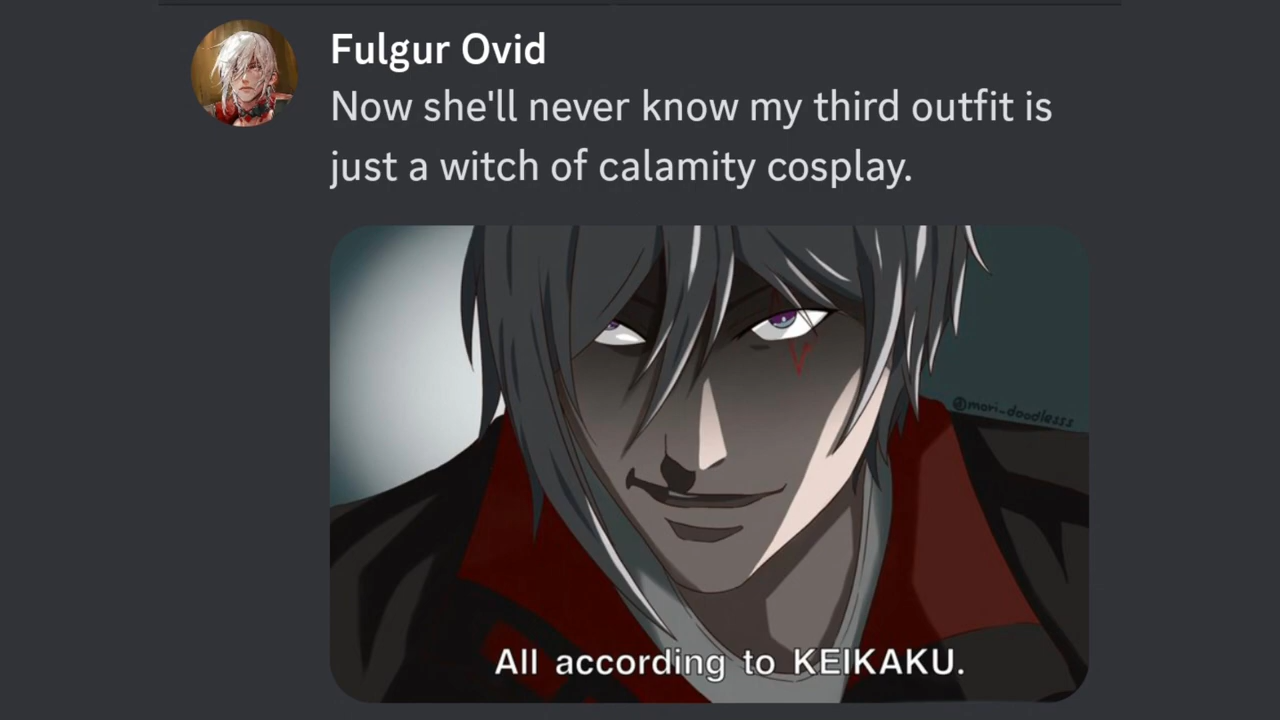 Fulgur Ovid
Now she'll never know my third outfit is
just a witch of calamity cosplay.
@mori_doodlesss
All according to KEIKAKU.